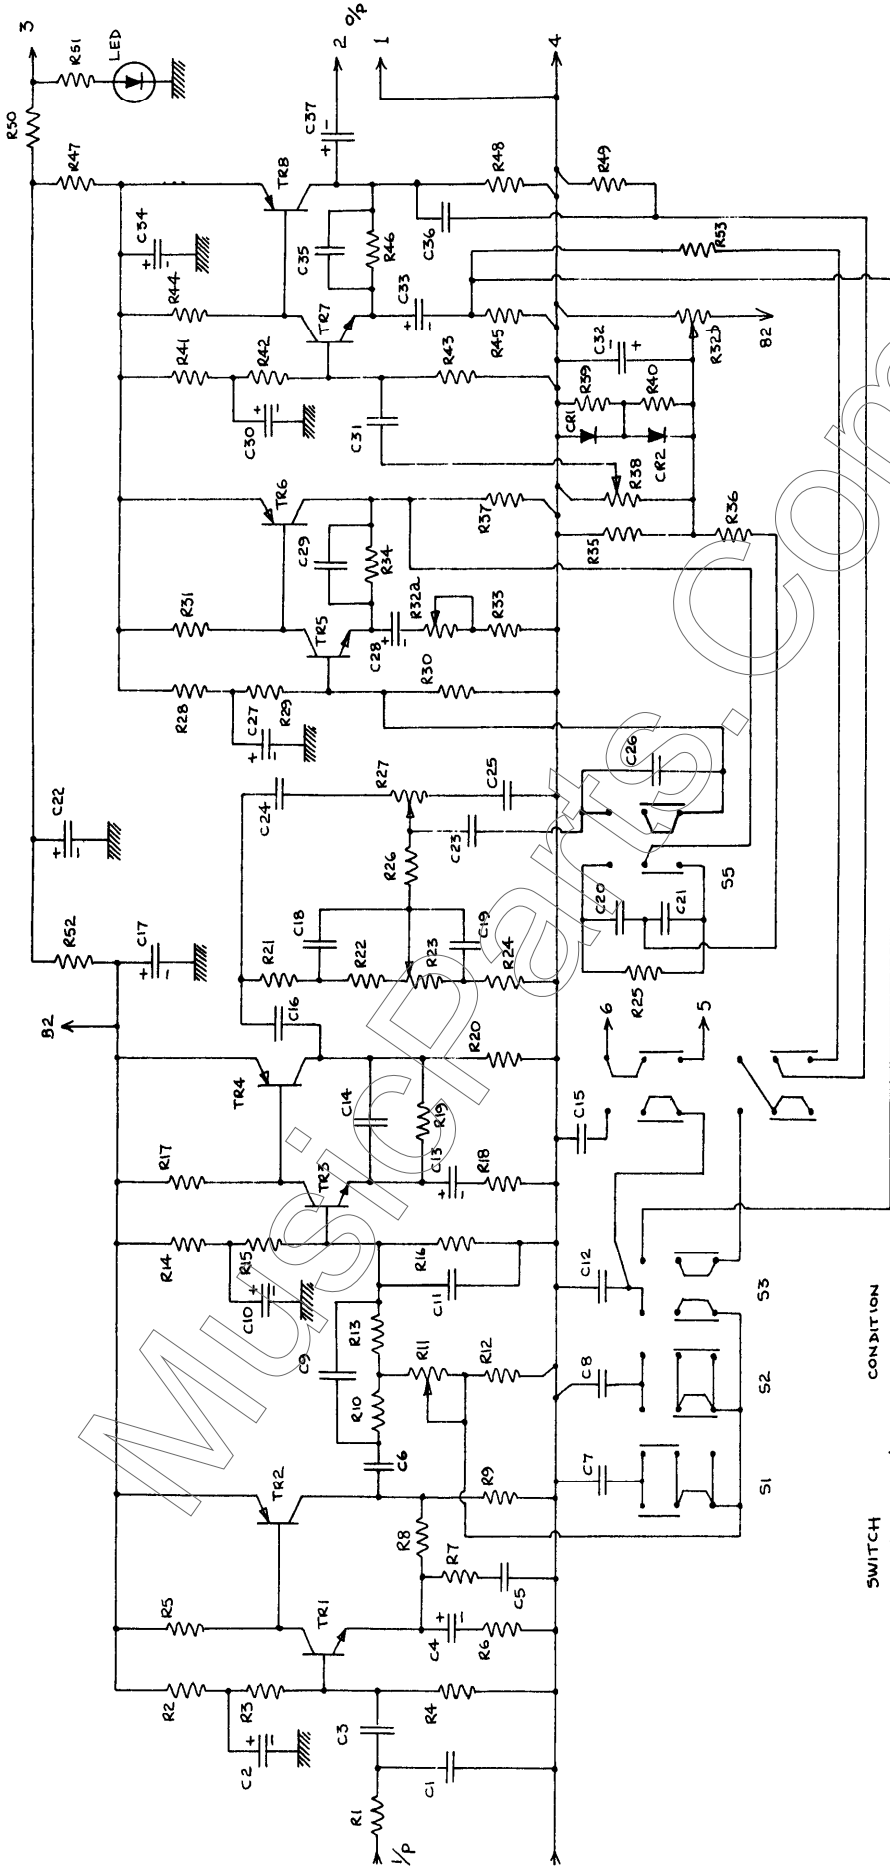 R50
3
B2
R52
C22
R47
R51
LED
C17
+
-
C34
+
-
R2
R5
R14
R17
R28
R31
R41
R44
C2
+
-
R3
C10
+
-
R15
C27
+
-
R29
C30
+
-
R42
TR1
TR2
TR3
TR4
TR5
TR6
TR7
TR8
C16
R21
C24
C18
C29
C35
C37
+
-
2
O/P
1
R1
I/P
C3
C9
R10
R13
C14
R22
R27
R34
R46
C6
R8
R19
R26
R23
C28
+
-
R32a
C31
C33
+
-
C1
R4
C4
+
-
R7
R11
C11
R16
C13
+
-
C19
C23
R30
R43
C36
R6
C5
R9
R12
R18
R20
R24
C25
R33
R37
R45
R48
4
C7
C8
C12
C15
C20
C26
R35
CR1
R39
C32
-
+
R49
R25
C21
R38
CR2
R40
6
5
S5
R36
R32b
R53
B2
S1
S2
S3
SWITCH
CONDITION
MusicParts.Com